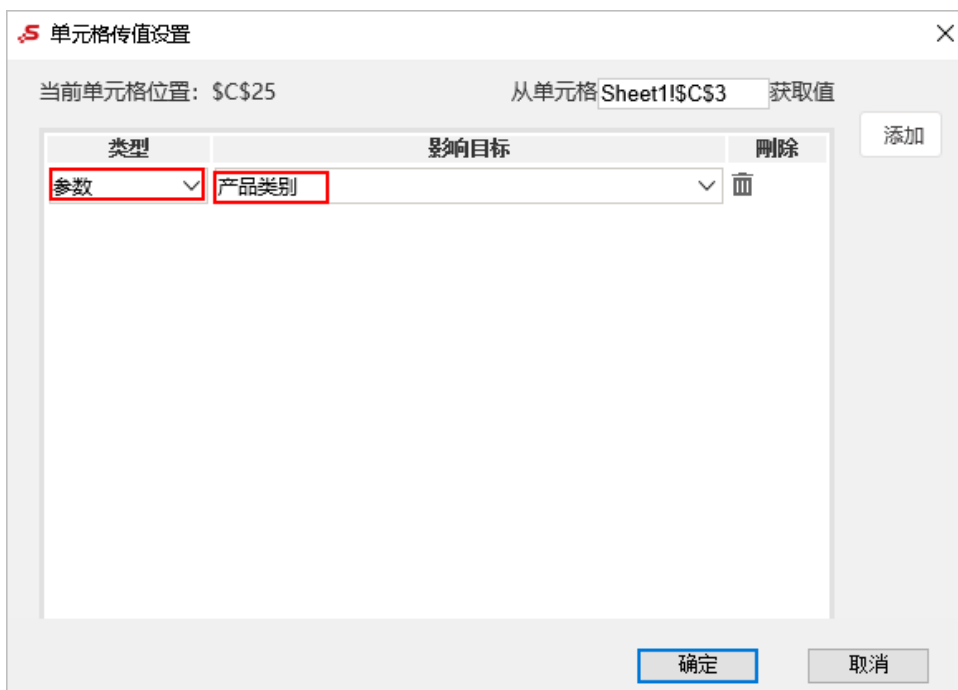 单元格传值设置
当前单元格位置：$C$25 从单元格 Sheet1!$C$3 获取值
添加
类型 影响目标 刪除
参数 产品类别
确定 取消